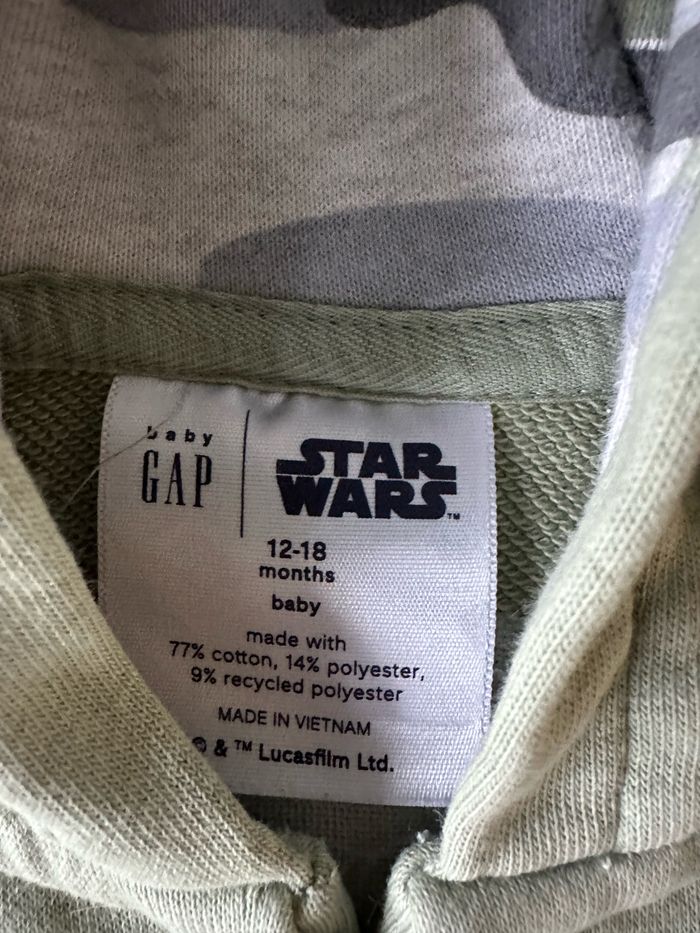 baby
GAP
STAR
WARS™
12-18
months
baby
made with
77% cotton, 14% polyester,
9% recycled polyester
MADE IN VIETNAM
© & ™ Lucasfilm Ltd.